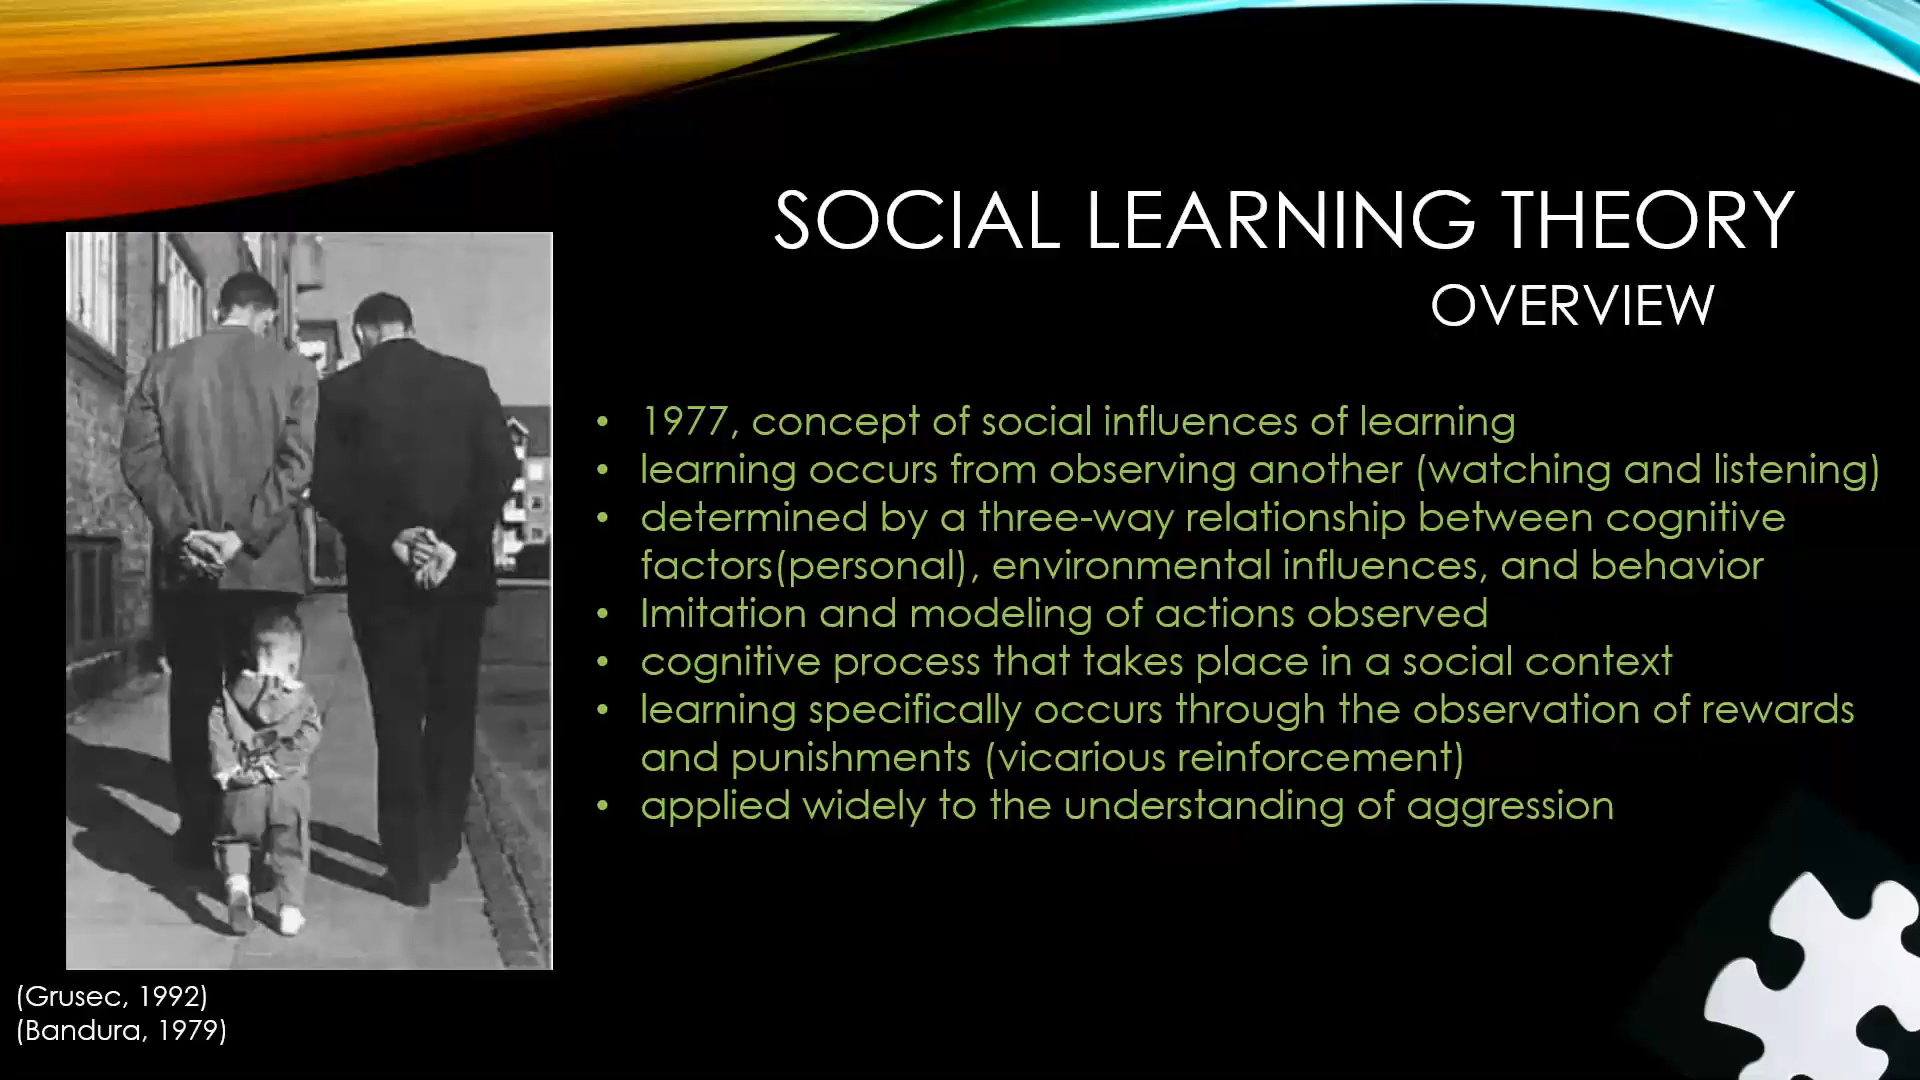 SOCIAL LEARNING THEORY
OVERVIEW
• 1977, concept of social influences of learning
• learning occurs from observing another (watching and listening)
• determined by a three-way relationship between cognitive
factors(personal), environmental influences, and behavior
• Imitation and modeling of actions observed
• cognitive process that takes place in a social context
• learning specifically occurs through the observation of rewards
and punishments (vicarious reinforcement)
• applied widely to the understanding of aggression
(Grusec, 1992)
(Bandura, 1979)